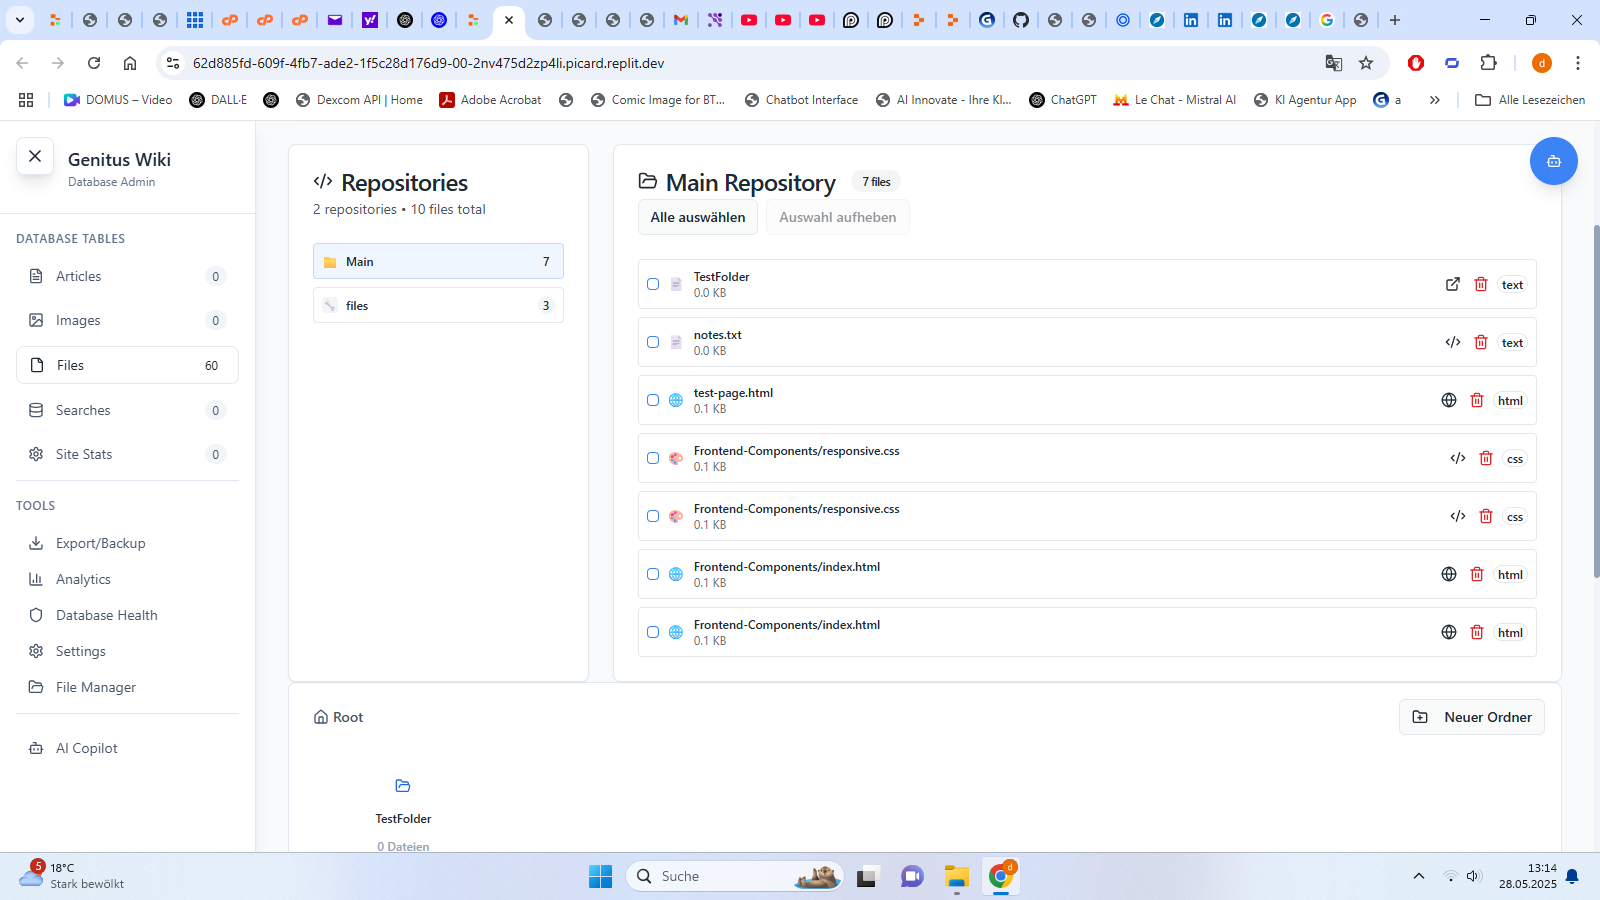 62d885fd-609f-4fb7-ade2-1f5c28d176d9-00-2nv475d2zp4li.picard.replit.dev
d
DOMUS – Video
DALL·E
Dexcom API | Home
Adobe Acrobat
Comic Image for BT...
Chatbot Interface
AI Innovate - Ihre KI...
ChatGPT
Le Chat - Mistral AI
KI Agentur App
a
Alle Lesezeichen
Genitus Wiki
Database Admin
DATABASE TABLES
Articles 0
Images 0
Files 60
Searches 0
Site Stats 0
TOOLS
Export/Backup
Analytics
Database Health
Settings
File Manager
AI Copilot
</> Repositories
2 repositories • 10 files total
Main 7
files 3
Main Repository 7 files
Alle auswählen Auswahl aufheben
TestFolder
0.0 KB
text
notes.txt
0.0 KB
</> text
test-page.html
0.1 KB
html
Frontend-Components/responsive.css
0.1 KB
</> css
Frontend-Components/responsive.css
0.1 KB
</> css
Frontend-Components/index.html
0.1 KB
html
Frontend-Components/index.html
0.1 KB
html
Root
Neuer Ordner
TestFolder
0 Dateien
5
18°C
Stark bewölkt
Suche
d
13:14
28.05.2025